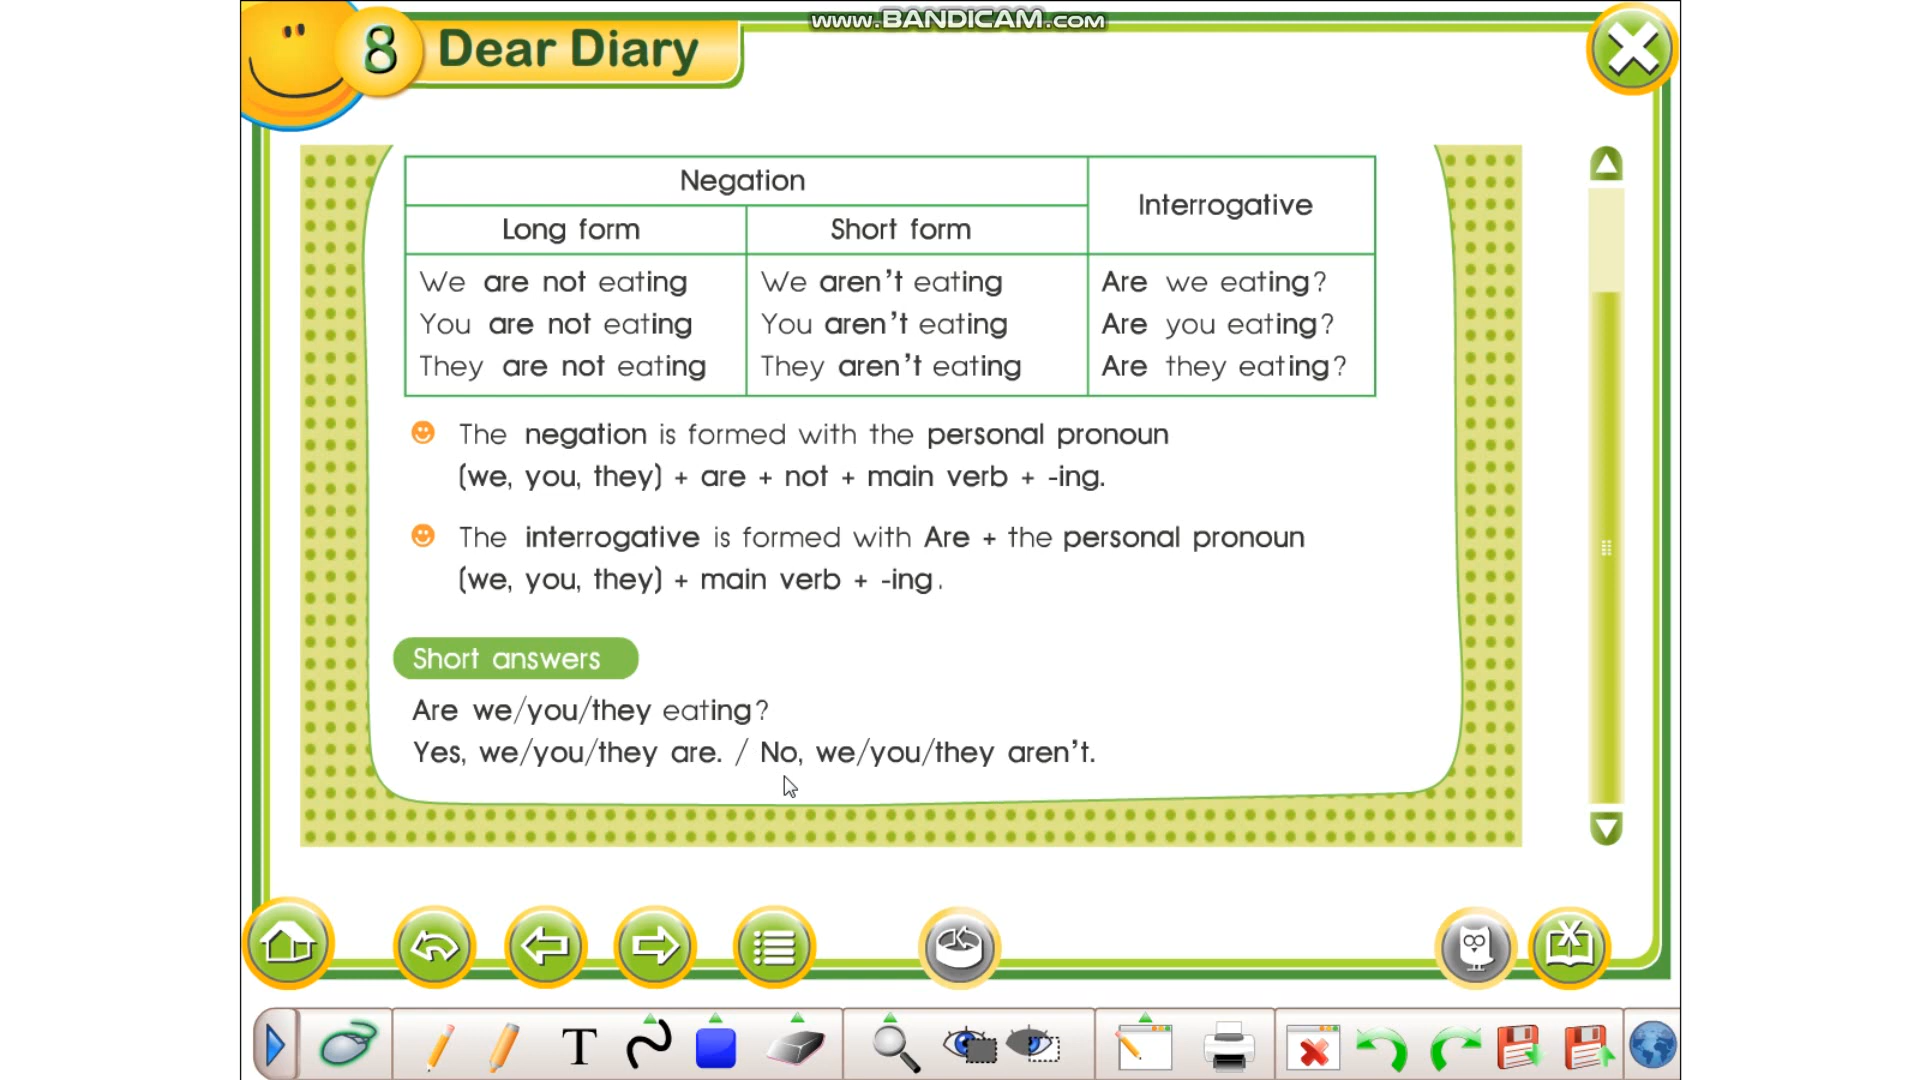 www.BANDICAM.com
8 Dear Diary
Negation
Interrogative
Long form
Short form
We are not eating
We aren't eating
Are we eating?
You are not eating
You aren't eating
Are you eating?
They are not eating
They aren't eating
Are they eating?
The negation is formed with the personal pronoun
(we, you, they) + are + not + main verb + -ing.
The interrogative is formed with Are + the personal pronoun
(we, you, they) + main verb + -ing.
Short answers
Are we/you/they eating?
Yes, we/you/they are. / No, we/you/they aren't.
T